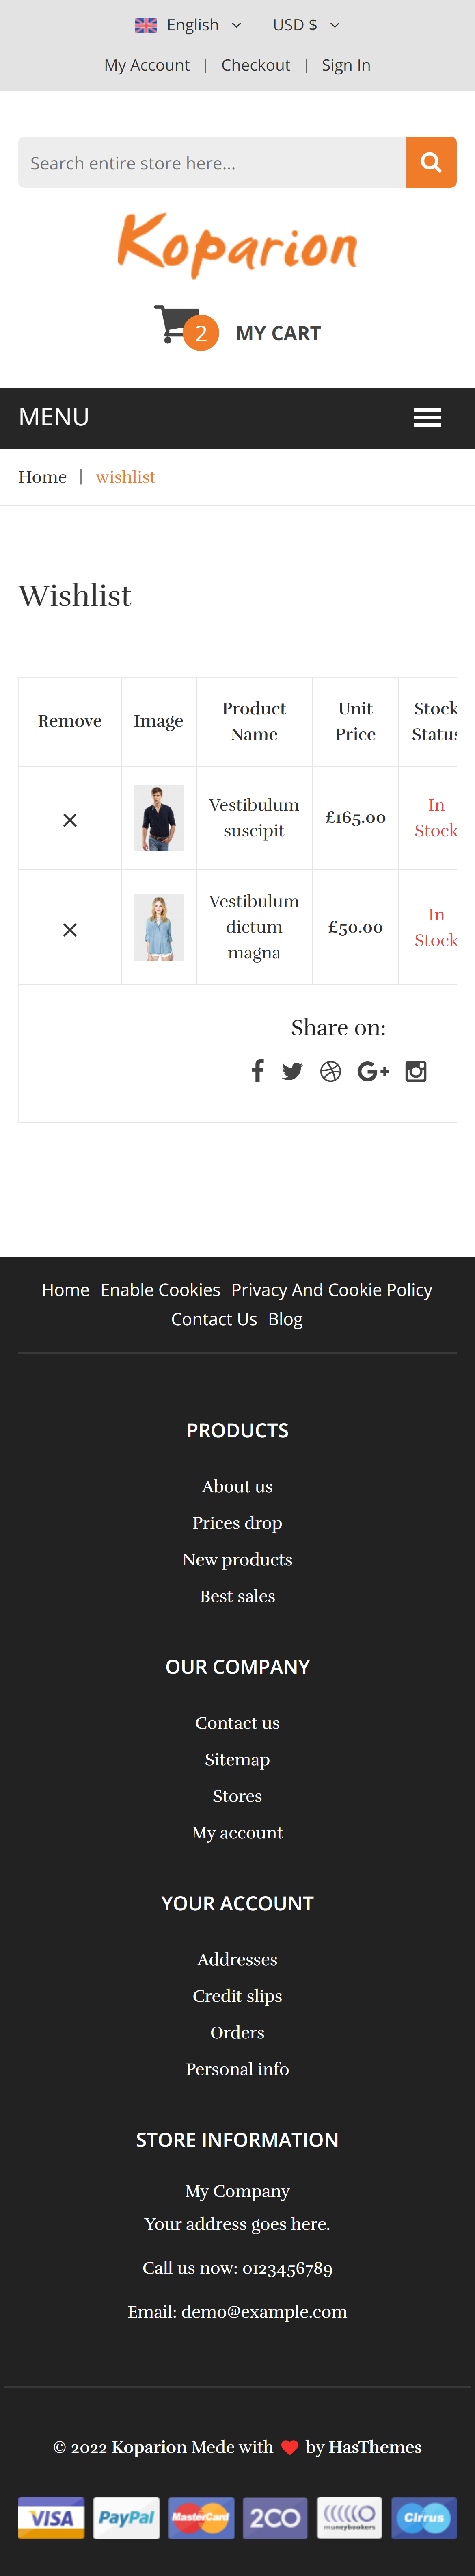 English USD $
My Account | Checkout | Sign In
Search entire store here...
Koparion
2 MY CART
MENU
Home | wishlist
Wishlist
Remove Image Product Name Unit Price Stock Status
Vestibulum suscipit £165.00 In Stock
Vestibulum dictum magna £50.00 In Stock
Share on:
Home Enable Cookies Privacy And Cookie Policy
Contact Us Blog
PRODUCTS
About us
Prices drop
New products
Best sales
OUR COMPANY
Contact us
Sitemap
Stores
My account
YOUR ACCOUNT
Addresses
Credit slips
Orders
Personal info
STORE INFORMATION
My Company
Your address goes here.
Call us now: 0123456789
Email: demo@example.com
© 2022 Koparion Mede with by HasThemes
VISA PayPal MasterCard 2CO moneybookers Cirrus